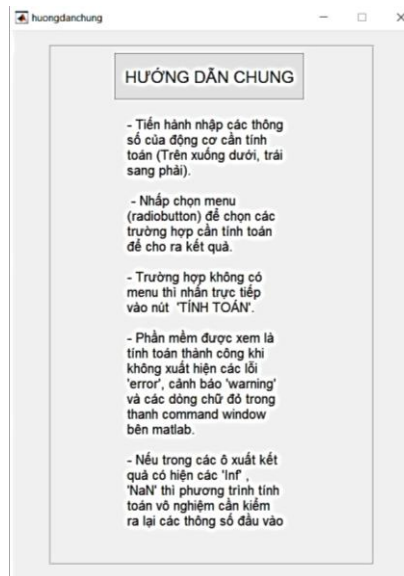 huongdanchung
HƯỚNG DẪN CHUNG
- Tiến hành nhập các thông
số của động cơ cần tính
toán (Trên xuống dưới, trái
sang phải).
- Nhấp chọn menu
(radiobutton) để chọn các
trường hợp cần tính toán
để cho ra kết quả.
- Trường hợp không có
menu thì nhấn trực tiếp
vào nút 'TÍNH TOÁN'.
- Phần mềm được xem là
tính toán thành công khi
không xuất hiện các lỗi
'error', cảnh báo 'warning'
và các dòng chữ đỏ trong
thanh command window
bên matlab.
- Nếu trong các ô xuất kết
quả có hiện các 'Inf' ,
'NaN' thì phương trình tính
toán vô nghiệm cần kiểm
ra lại các thông số đầu vào